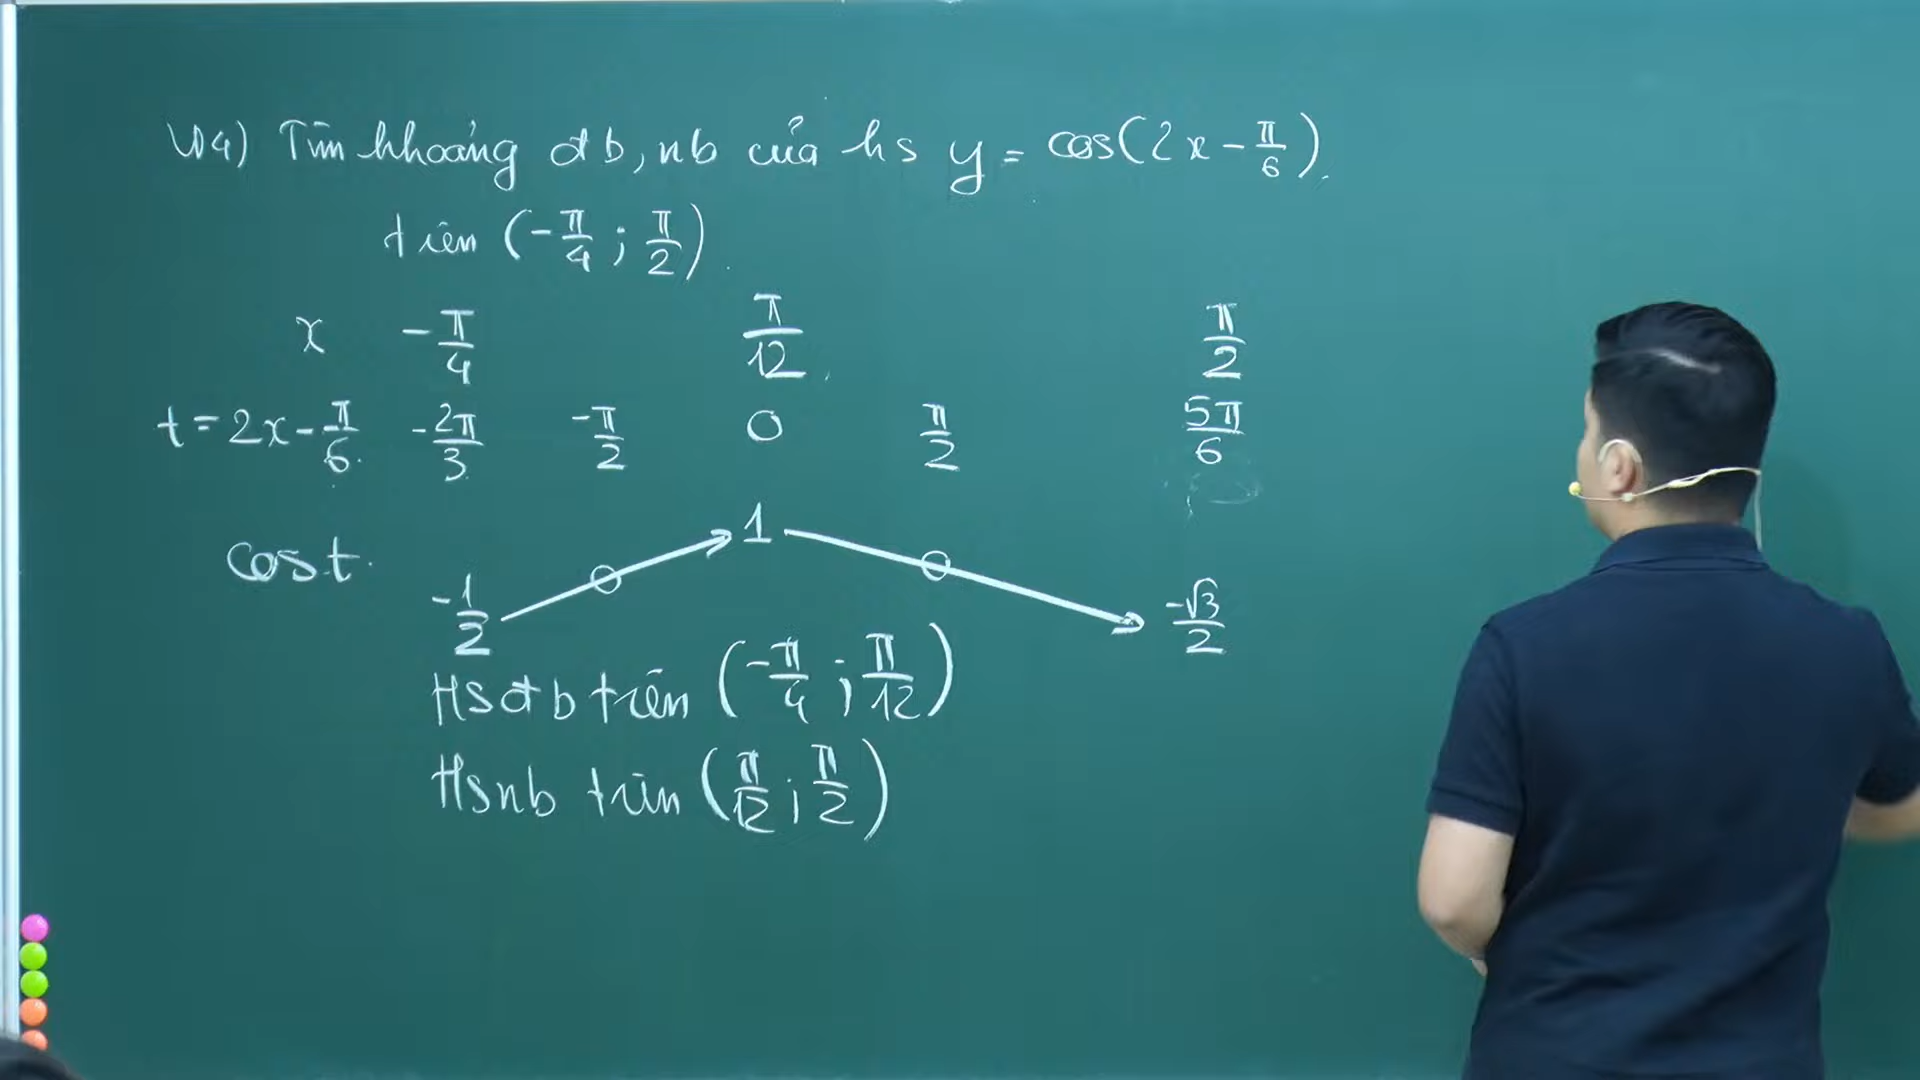 VD4) Tìm khoảng đb, nb của hs y = cos(2x - π/6).
trên (-π/4 ; π/2).
x -π/4 π/12 π/2
t = 2x - π/6 -2π/3 -π/2 0 π/2 5π/6
cos t -1/2 0 1 0 -√3/2
Hs đb trên (-π/4 ; π/12)
Hs nb trên (π/12 ; π/2)